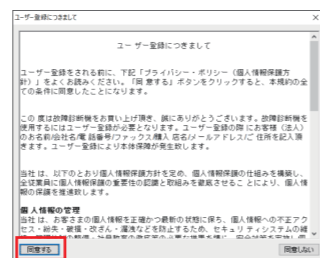 ユーザー登録につきまして
ユー ザー登録につきまして
ユーザー登録をされる前に、下記「プライバシー・ポリシー（個人情報保護方
針）」をよくお読みください。「同 意する」ボタンをクリックすると、本規約の全
ての条件に同意したことになります。
この 度は故障診断機をお買い上げ頂き、誠にありがとうございます。故障診断機を
使用するにはユーザー登録が必要となります。ユーザー登録の際 にお客様（法人）
のお名前/会社名/電 話番号/ファックス/購入 店名/メールアドレス/ご 住所を記入頂
きます。ユーザー登録により本体保障が発生致します。
当社 は、以下のとおり個人情報保護方針を定め、個人情報保護の仕組みを構築し、
全従業員に個人情報保護の重要性の認識と取組みを徹底させるこ とにより、個人情
報の保護を推進致します。
個 人情報の管理
当社 は、お客さまの個人情報を正確かつ最新の状態に保ち、個人情報への不正アク
セス・紛失・破損・改ざん・漏洩などを防止するため、セキュリ ティシステムの維
同意する
同意しない